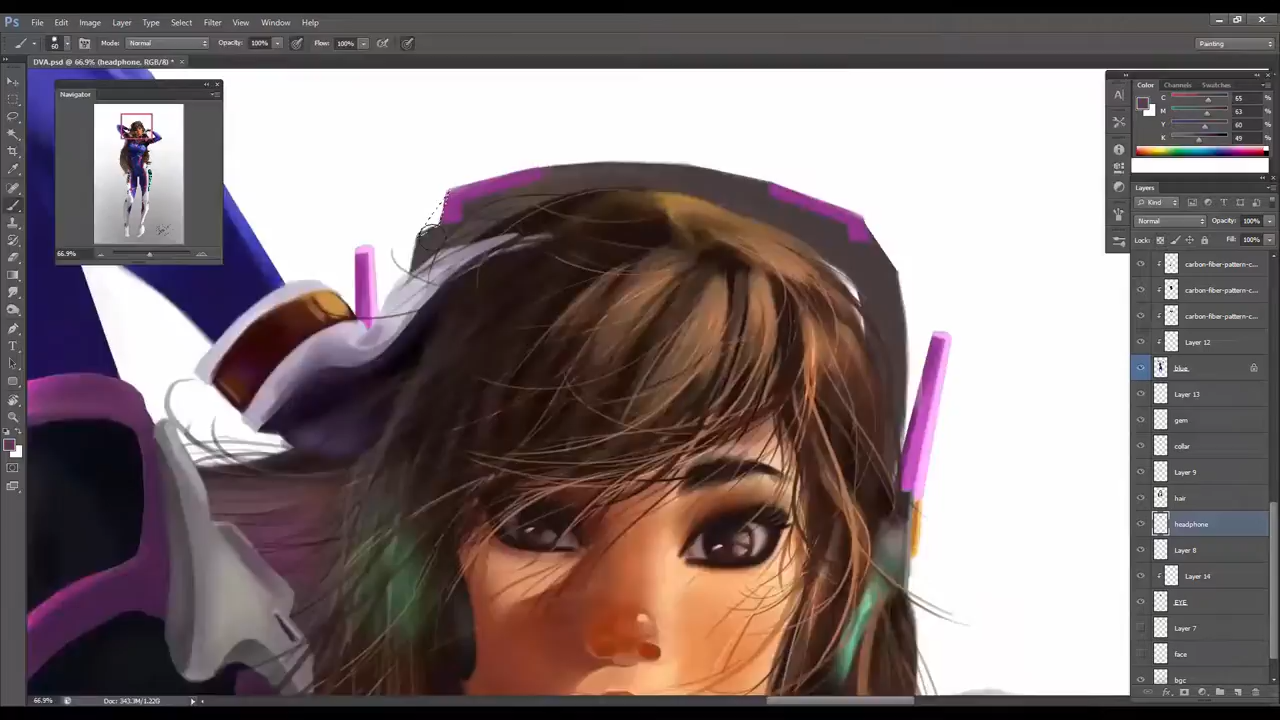 Ps File Edit Image Layer Type Select Filter View Window Help
60 Mode: Normal Opacity: 100% Flow: 100% Painting
DVA.psd @ 66.9% (headphone, RGB/8) *
Navigator
66.9%
Color Channels Swatches
C 65 %
M 63 %
Y 60 %
K 49 %
Layers
Kind
Normal Opacity: 100%
Lock: Fill: 100%
carbon-fiber-pattern-c...
carbon-fiber-pattern-c...
carbon-fiber-pattern-c...
Layer 12
blue
Layer 13
gem
collar
Layer 9
hair
headphone
Layer 8
Layer 14
EYE
Layer 7
face
bgc
66.9% Doc: 343.3M/1.22G